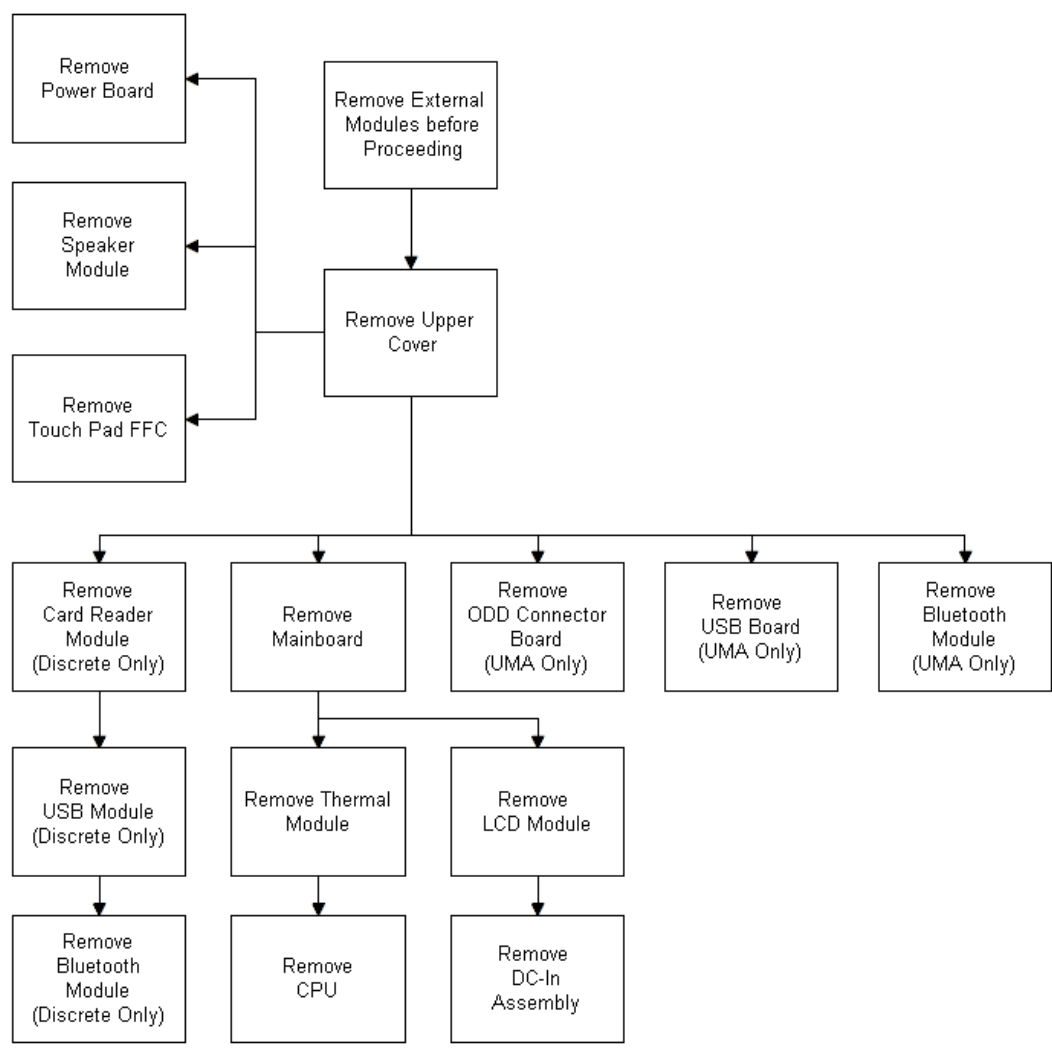 Remove
Power Board
Remove External
Modules before
Proceeding
Remove
Speaker
Module
Remove Upper
Cover
Remove
Touch Pad FFC
Remove
Card Reader
Module
(Discrete Only)
Remove
Mainboard
Remove
ODD Connector
Board
(UMA Only)
Remove
USB Board
(UMA Only)
Remove
Bluetooth
Module
(UMA Only)
Remove
USB Module
(Discrete Only)
Remove Thermal
Module
Remove
LCD Module
Remove
Bluetooth
Module
(Discrete Only)
Remove
CPU
Remove
DC-In
Assembly